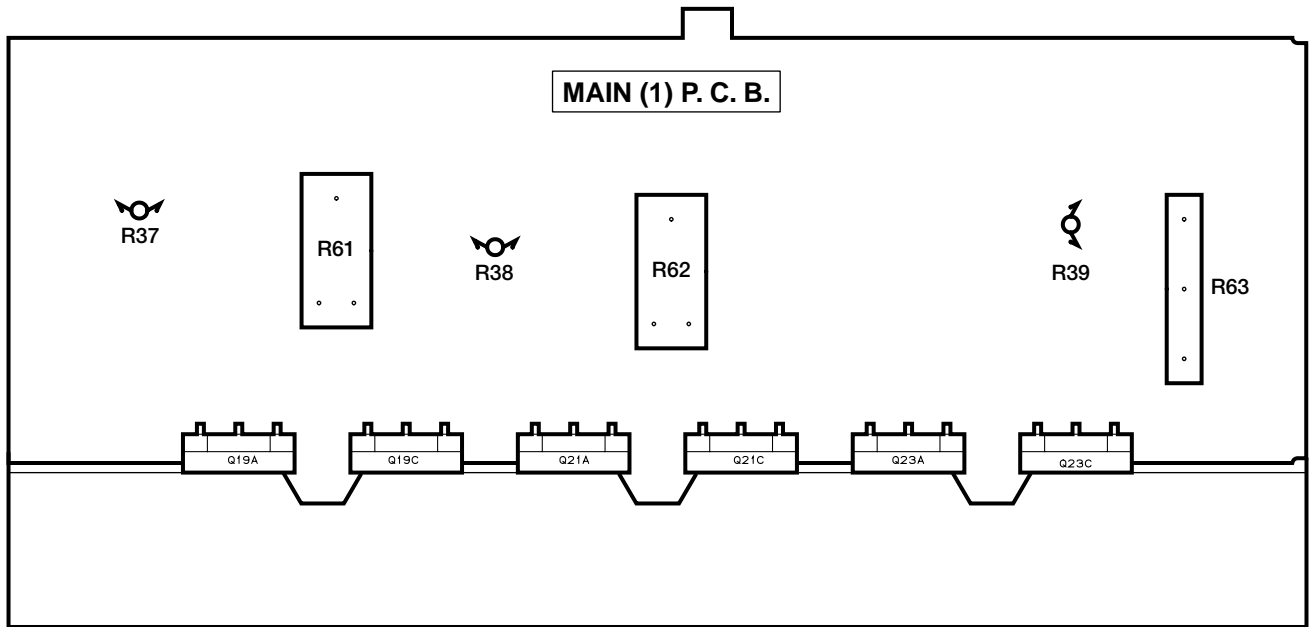 MAIN (1) P. C. B.
R37
R61
R38
R62
R39
R63
Q19A
Q19C
Q21A
Q21C
Q23A
Q23C